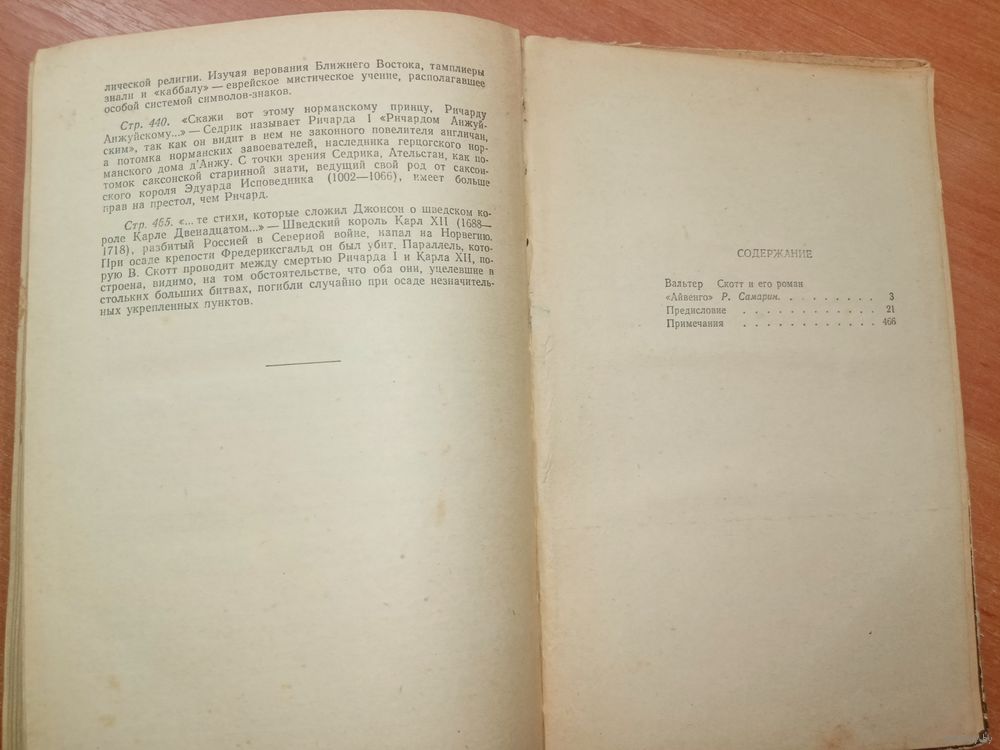 лической религии. Изучая верования Ближнего Востока, тамплиеры
знали и «каббалу» — еврейское мистическое учение, располагавшее
особой системой символов-знаков.
Стр. 440. «Скажи вот этому норманскому принцу, Ричарду
Анжуйскому...» — Седрик называет Ричарда I «Ричардом Анжуй-
ским», так как он видит в нем не законного повелителя англичан,
а потомка норманских завоевателей, наследника герцогского нор-
манского дома д'Анжу. С точки зрения Седрика, Ательстан, как по-
томок саксонской старинной знати, ведущий свой род от саксон-
ского короля Эдуарда Исповедника (1002—1066), имеет больше
прав на престол, чем Ричард.
Стр. 465. «...те стихи, которые сложил Джонсон о шведском ко-
роле Карле Двенадцатом...» — Шведский король Карл XII (1688—
1718), разбитый Россией в Северной войне, напал на Норвегию.
При осаде крепости Фредериксгальд он был убит. Параллель, кото-
рую В. Скотт проводит между смертью Ричарда I и Карла XII, по-
строена, видимо, на том обстоятельстве, что оба они, уцелевшие в
стольких больших битвах, погибли случайно при осаде незначитель-
ных укрепленных пунктов.
СОДЕРЖАНИЕ
Вальтер Скотт и его роман
«Айвенго» Р. Самарин. . . . . . . . . 3
Предисловие . . . . . . . . . . . . 21
Примечания . . . . . . . . . . . . 466